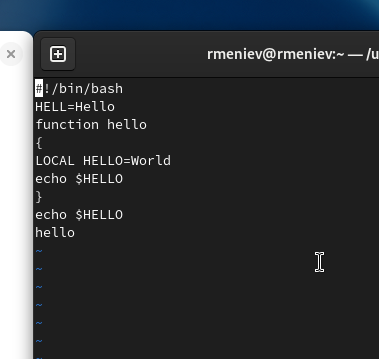 rmeniev@rmeniev:~ — /u
#!/bin/bash
HELL=Hello
function hello
{
LOCAL HELLO=World
echo $HELLO
}
echo $HELLO
hello
~
~
~
~
~
~